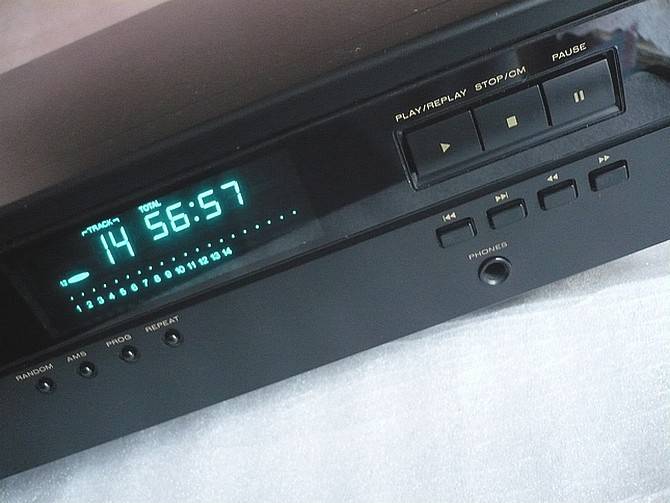 PLAY/REPLAY STOP/CM PAUSE
TRACK TOTAL
14 56:57
1 2 3 4 5 6 7 8 9 10 11 12 13 14
PHONES
RANDOM AMS PROG REPEAT